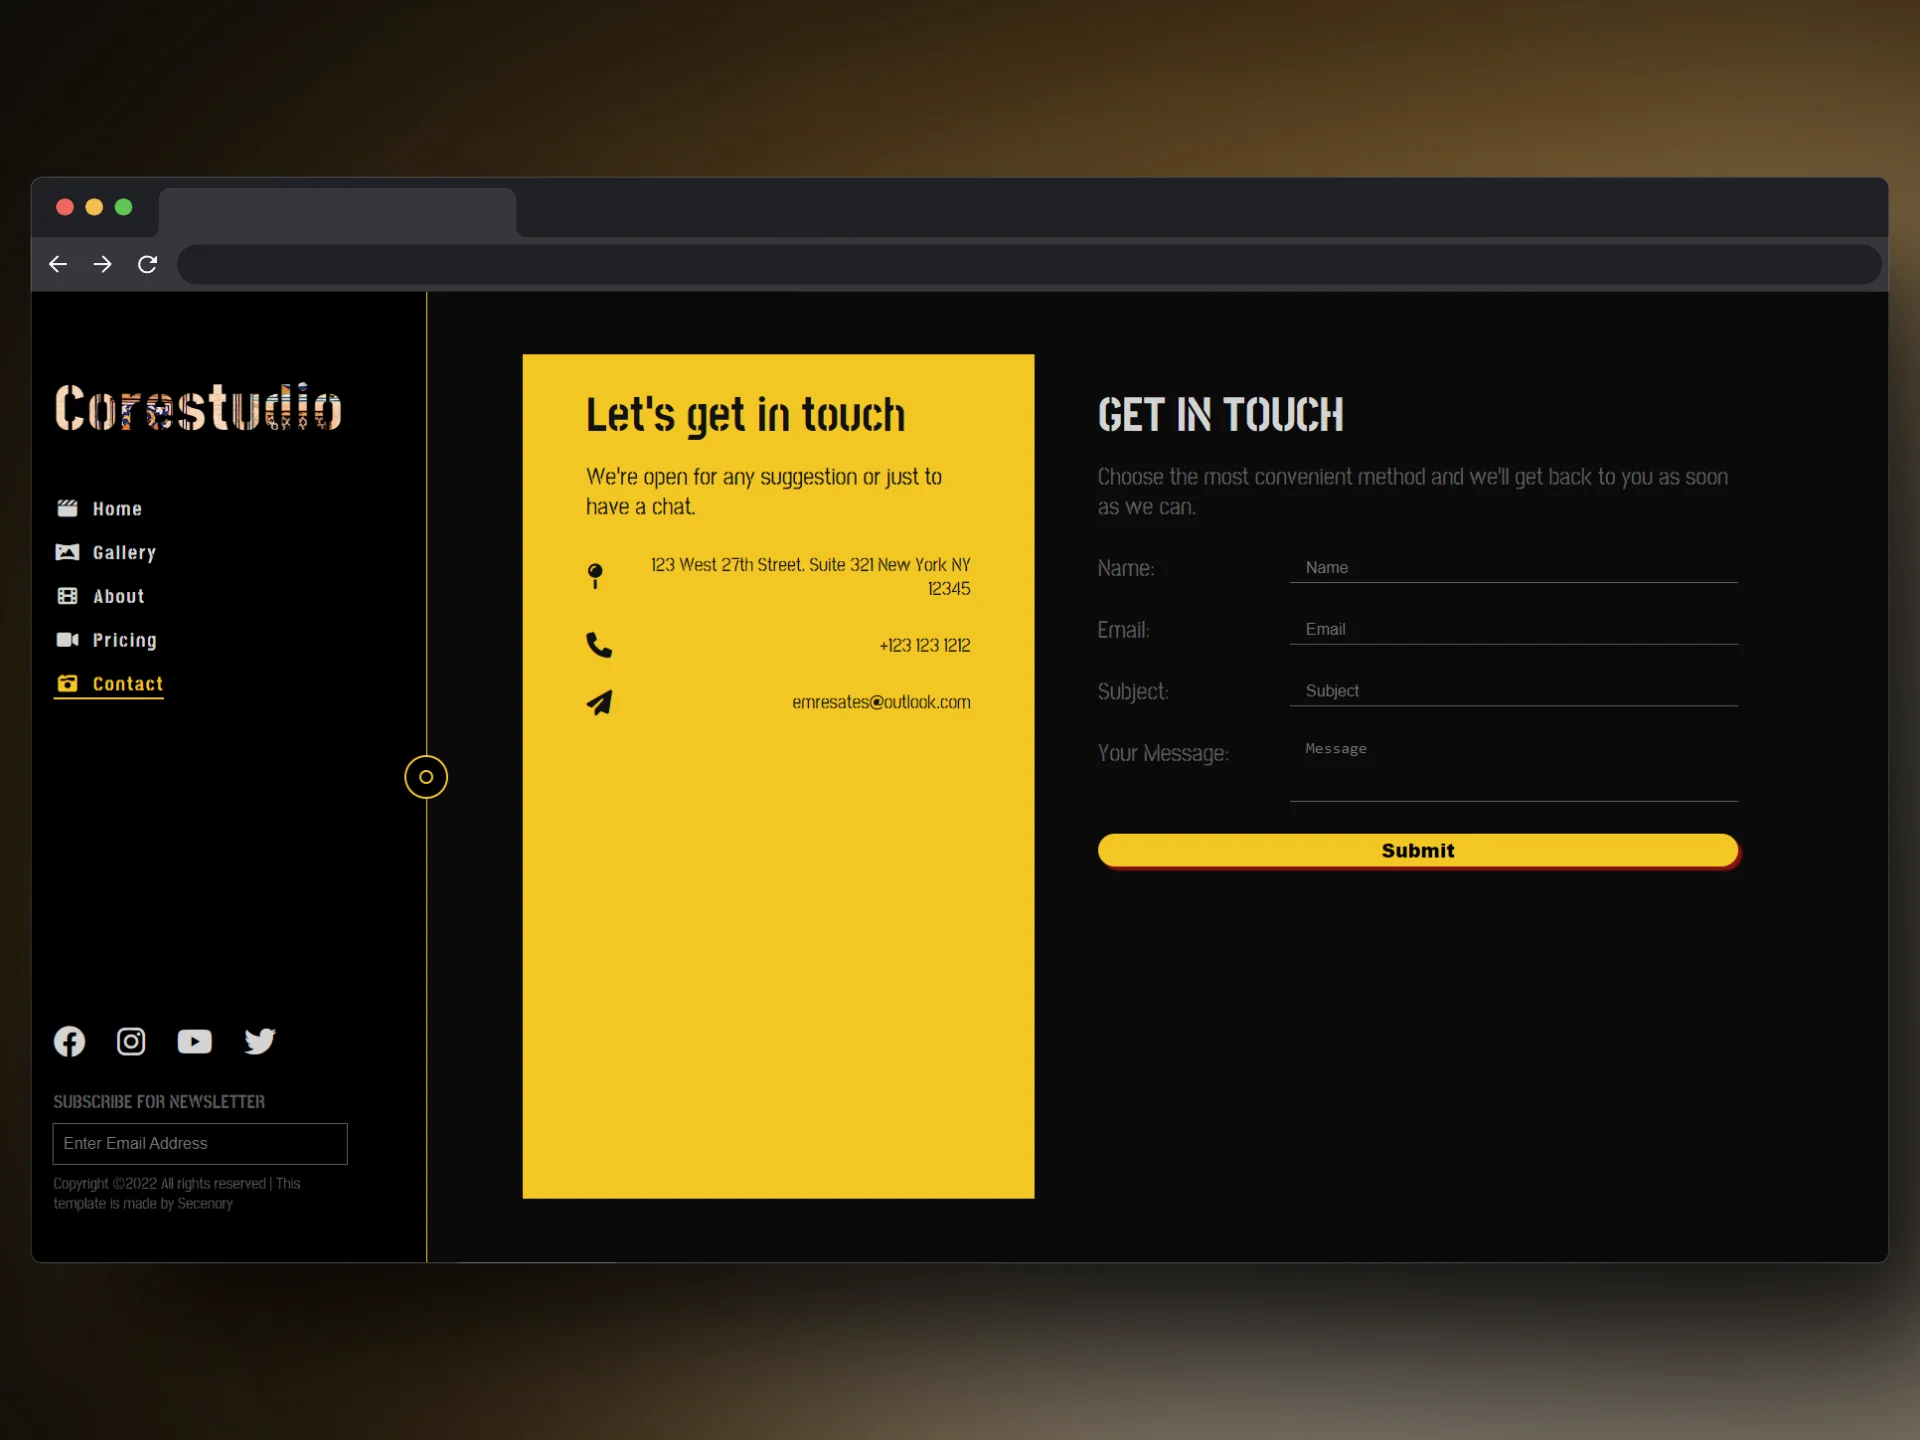 Corestudio
Home
Gallery
About
Pricing
Contact
SUBSCRIBE FOR NEWSLETTER
Enter Email Address
Copyright ©2022 All rights reserved | This
template is made by Secenory
Let's get in touch
We're open for any suggestion or just to
have a chat.
123 West 27th Street. Suite 321 New York NY
12345
+123 123 1212
emresates@outlook.com
GET IN TOUCH
Choose the most convenient method and we'll get back to you as soon
as we can.
Name: Name
Email: Email
Subject: Subject
Your Message: Message
Submit